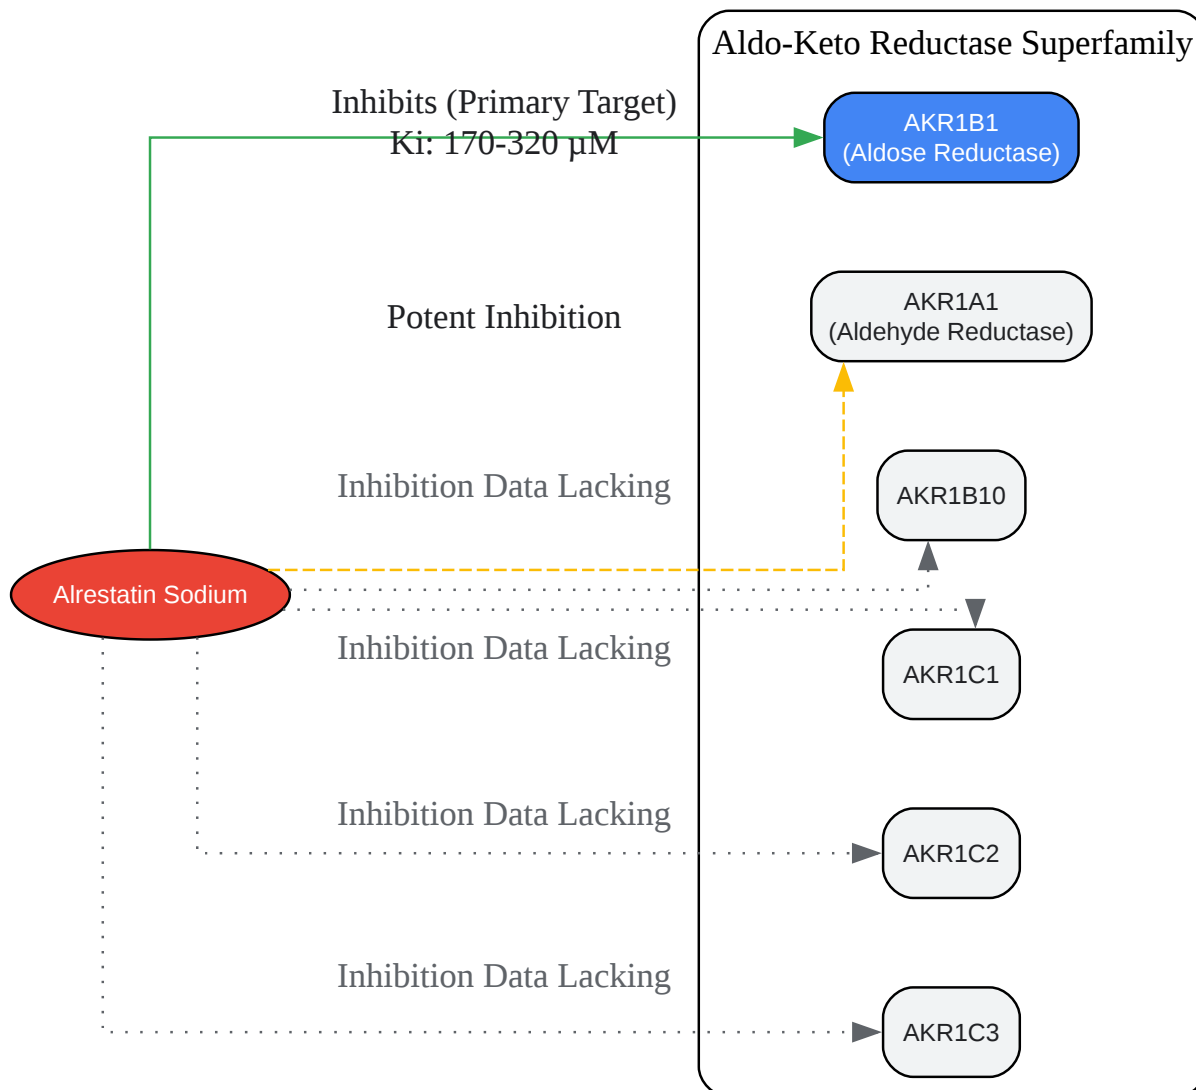 Aldo-Keto Reductase Superfamily
Inhibits (Primary Target)
Ki: 170-320 µM
AKR1B1
(Aldose Reductase)
Potent Inhibition
AKR1A1
(Aldehyde Reductase)
Inhibition Data Lacking
AKR1B10
Alrestatin Sodium
Inhibition Data Lacking
AKR1C1
Inhibition Data Lacking
AKR1C2
Inhibition Data Lacking
AKR1C3